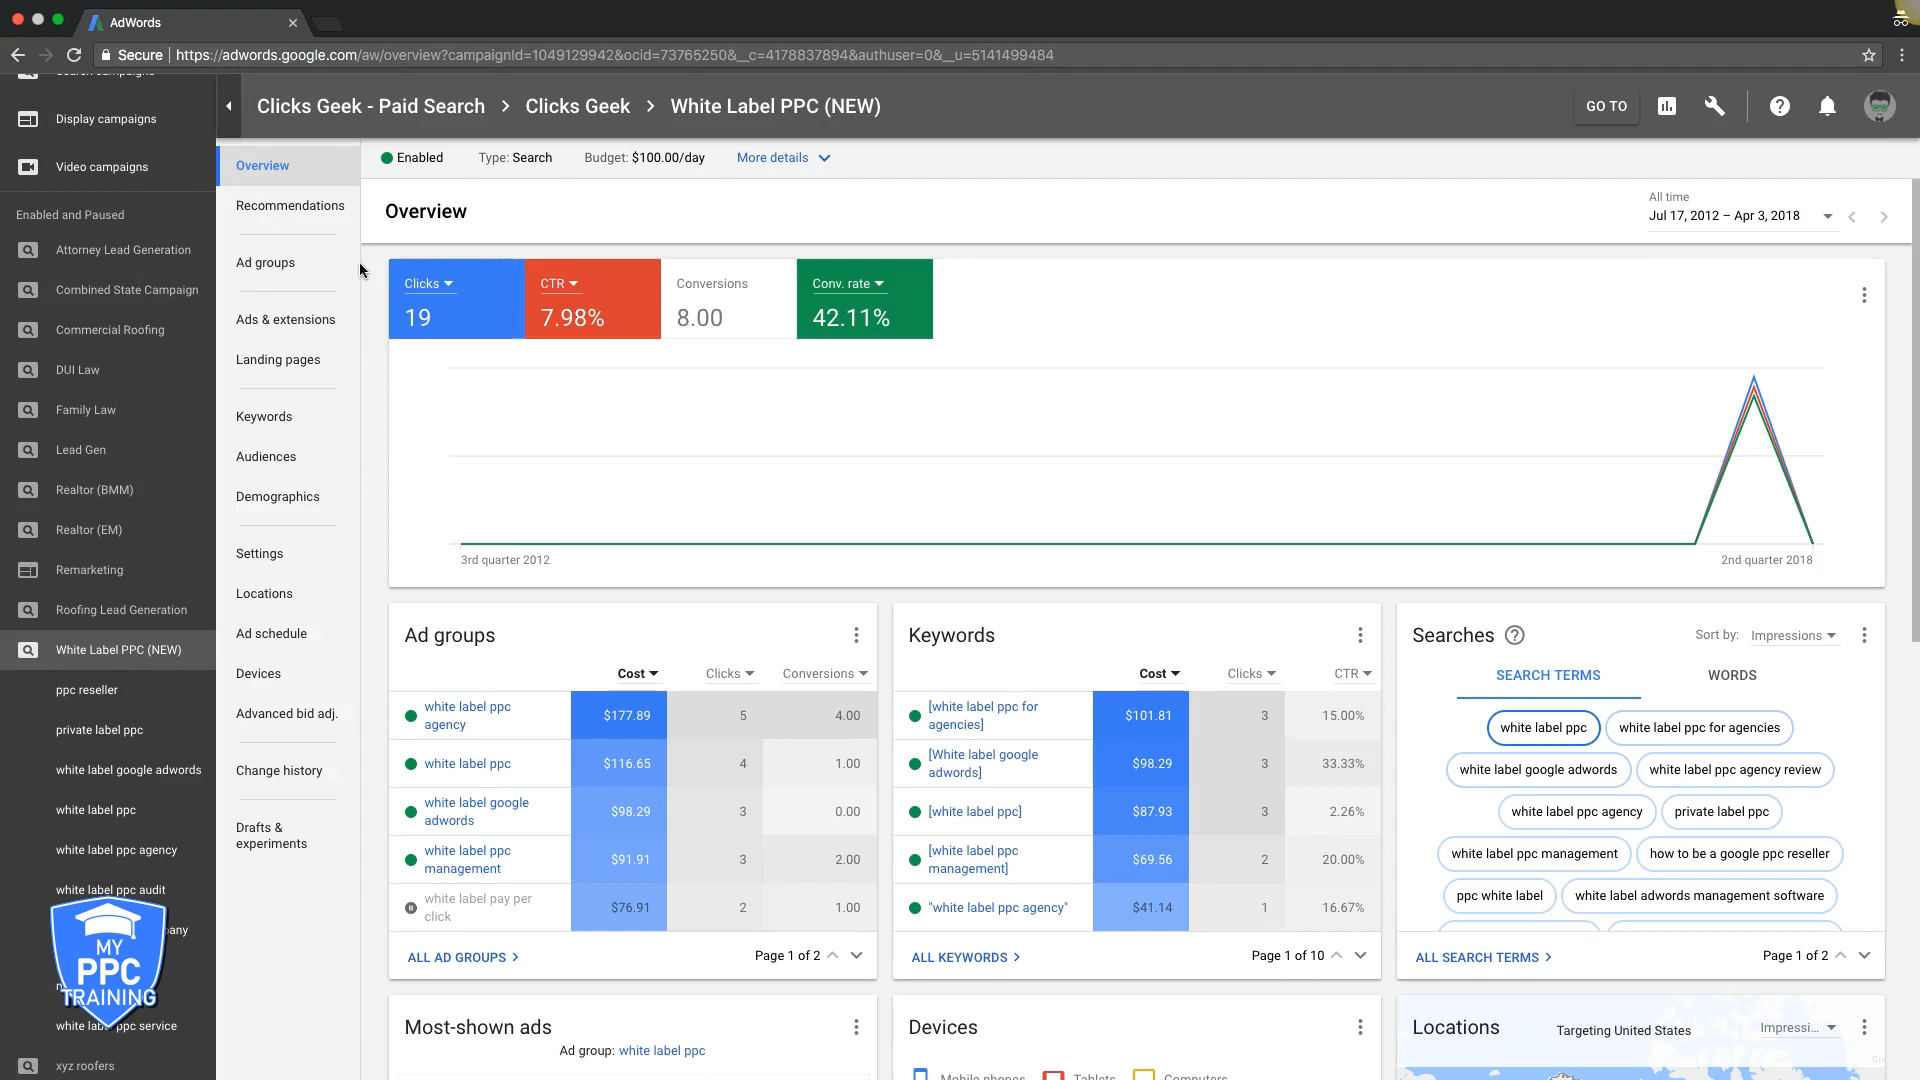 AdWords
Secure
https://adwords.google.com/aw/overview?campaignId=1049129942&ocid=73765250&__c=4178837894&authuser=0&__u=5141499484
Search campaigns
Display campaigns
Video campaigns
Enabled and Paused
Attorney Lead Generation
Combined State Campaign
Commercial Roofing
DUI Law
Family Law
Lead Gen
Realtor (BMM)
Realtor (EM)
Remarketing
Roofing Lead Generation
White Label PPC (NEW)
ppc reseller
private label ppc
white label google adwords
white label ppc
white label ppc agency
white label ppc audit
white label ppc service
xyz roofers
MY
PPC
TRAINING
Clicks Geek - Paid Search
Clicks Geek
White Label PPC (NEW)
GO TO
Overview
Recommendations
Ad groups
Ads & extensions
Landing pages
Keywords
Audiences
Demographics
Settings
Locations
Ad schedule
Devices
Advanced bid adj.
Change history
Drafts &
experiments
Enabled
Type: Search
Budget: $100.00/day
More details
Overview
All time
Jul 17, 2012 – Apr 3, 2018
Clicks
19
CTR
7.98%
Conversions
8.00
Conv. rate
42.11%
3rd quarter 2012
2nd quarter 2018
Ad groups
Cost Clicks Conversions
white label ppc
agency
$177.89 5 4.00
white label ppc $116.65 4 1.00
white label google
adwords
$98.29 3 0.00
white label ppc
management
$91.91 3 2.00
white label pay per
click
$76.91 2 1.00
ALL AD GROUPS
Page 1 of 2
Keywords
Cost Clicks CTR
[white label ppc for
agencies]
$101.81 3 15.00%
[White label google
adwords]
$98.29 3 33.33%
[white label ppc] $87.93 3 2.26%
[white label ppc
management]
$69.56 2 20.00%
"white label ppc agency" $41.14 1 16.67%
ALL KEYWORDS
Page 1 of 10
Searches
Sort by: Impressions
SEARCH TERMS
WORDS
white label ppc
white label ppc for agencies
white label google adwords
white label ppc agency review
white label ppc agency
private label ppc
white label ppc management
how to be a google ppc reseller
ppc white label
white label adwords management software
ALL SEARCH TERMS
Page 1 of 2
Most-shown ads
Ad group: white label ppc
Devices
Mobile phones
Tablets
Computers
Locations
Targeting United States
Impressi...